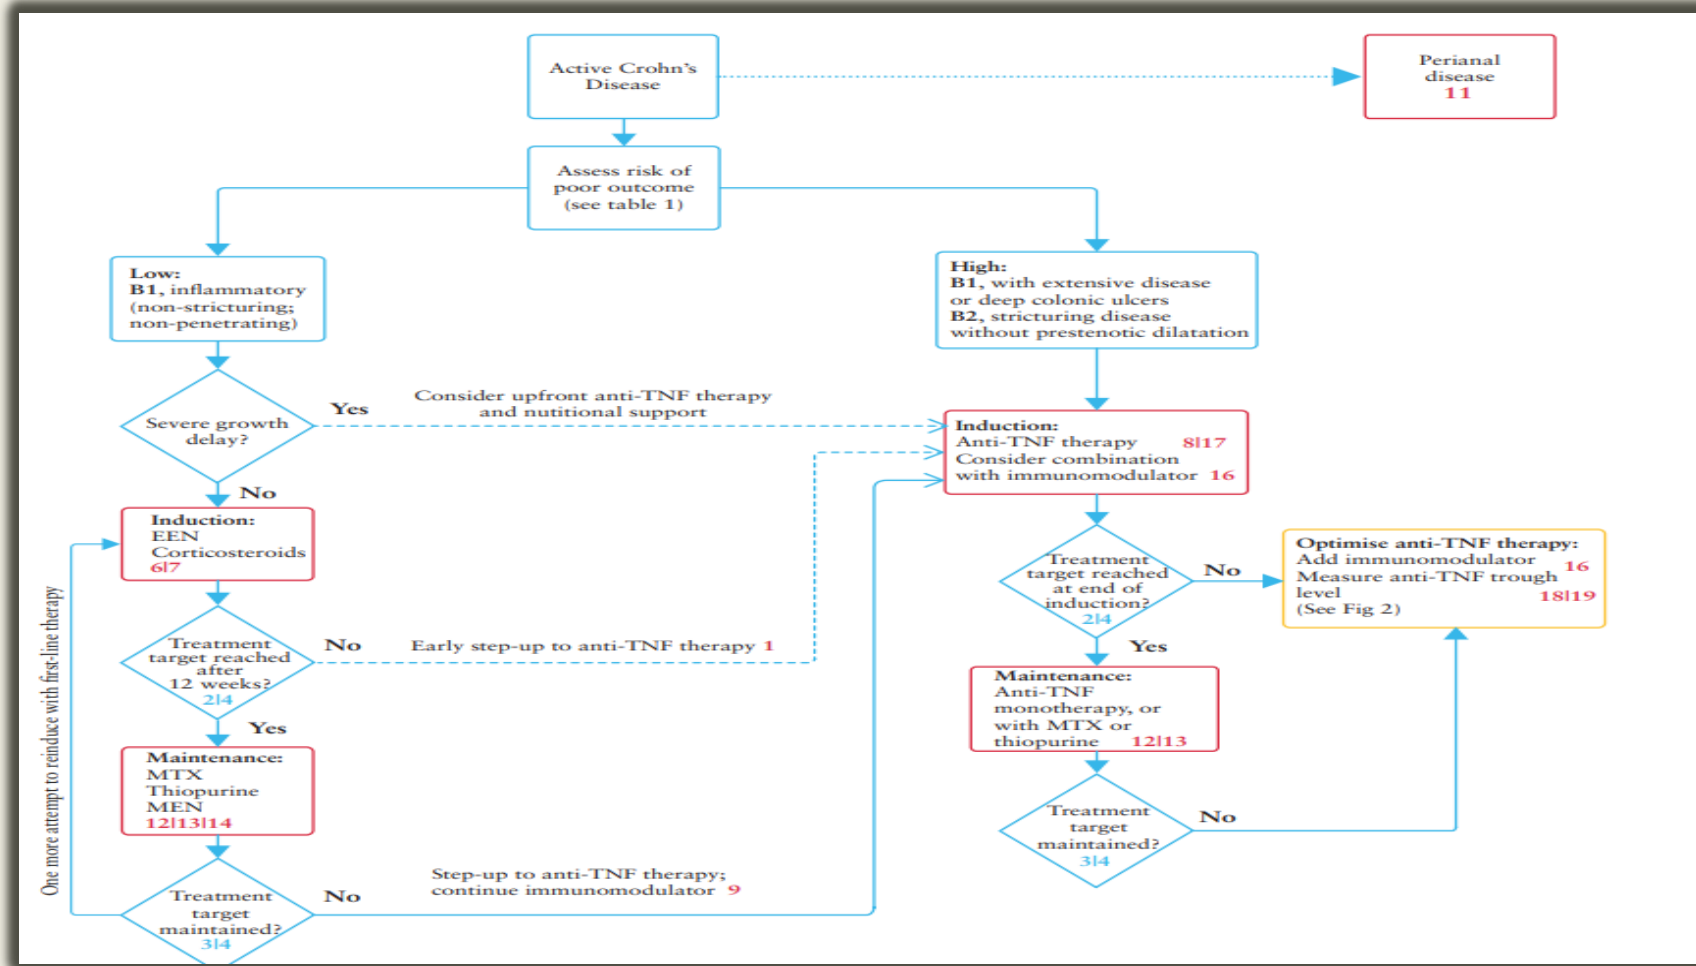 Active Crohn's
Disease
Perianal
disease
11
Assess risk of
poor outcome
(see table 1)
Low:
B1, inflammatory
(non-stricturing;
non-penetrating)
High:
B1, with extensive disease
or deep colonic ulcers
B2, stricturing disease
without prestenotic dilatation
Severe growth
delay?
Yes
Consider upfront anti-TNF therapy
and nutitional support
No
Induction:
Anti-TNF therapy 8|17
Consider combination
with immunomodulator 16
Induction:
EEN
Corticosteroids
6|7
Treatment
target reached
at end of
induction?
2|4
No
Optimise anti-TNF therapy:
Add immunomodulator 16
Measure anti-TNF trough
level 18|19
(See Fig 2)
Treatment
target reached
after
12 weeks?
2|4
No
Early step-up to anti-TNF therapy 1
Yes
Yes
Maintenance:
Anti-TNF
monotherapy, or
with MTX or
thiopurine 12|13
Maintenance:
MTX
Thiopurine
MEN
12|13|14
Treatment
target
maintained?
3|4
No
Treatment
target
maintained?
3|4
No
Step-up to anti-TNF therapy;
continue immunomodulator 9
One more attempt to reinduce with first-line therapy